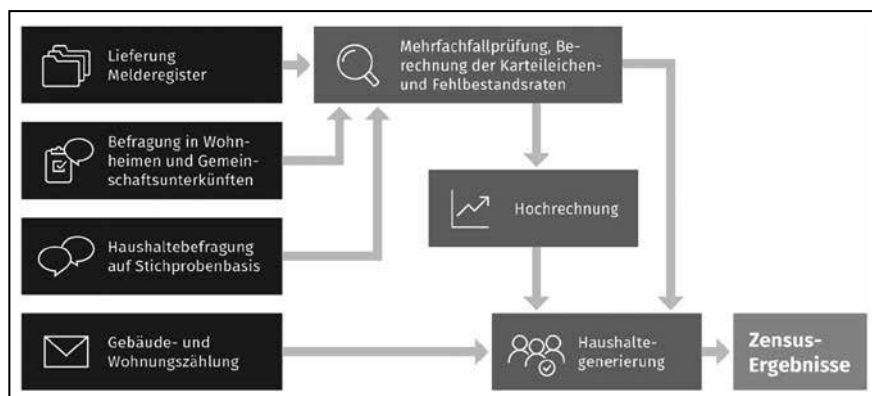 Lieferung
Melderegister
Mehrfachfallprüfung, Be-
rechnung der Karteileichen-
und Fehlbestandsraten
Befragung in Wohn-
heimen und Gemein-
schaftsunterkünften
Hochrechnung
Haushaltebefragung
auf Stichprobenbasis
Gebäude- und
Wohnungszählung
Haushalte-
generierung
Zensus-
Ergebnisse